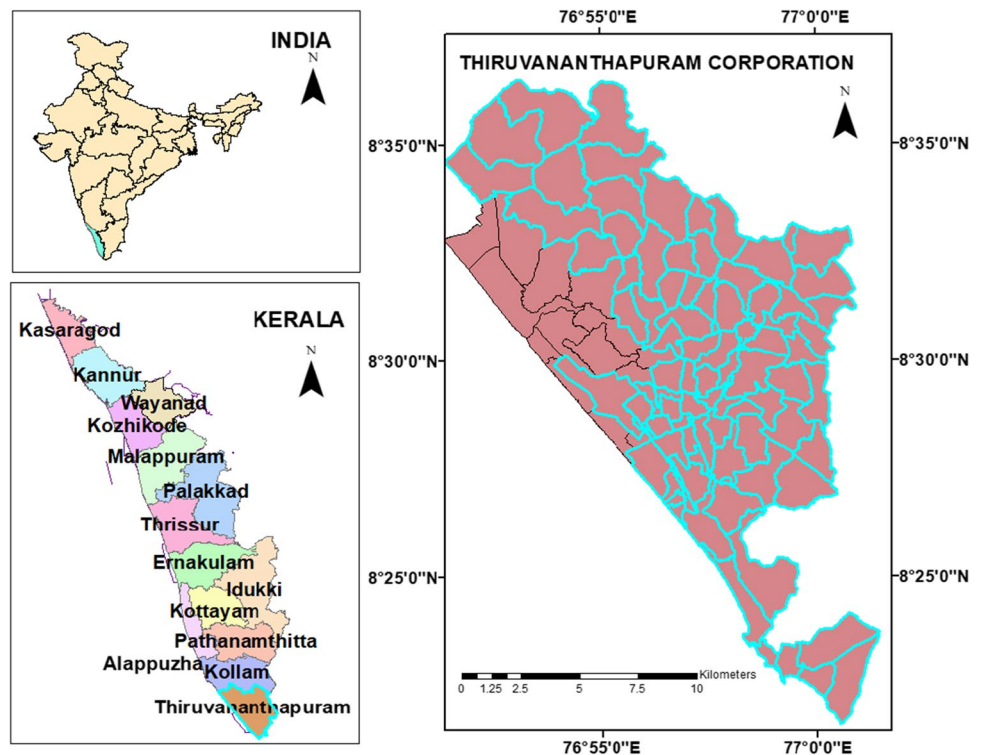 INDIA
N
KERALA
N
Kasaragod
Kannur
Wayanad
Kozhikode
Malappuram
Palakkad
Thrissur
Ernakulam
Idukki
Kottayam
Pathanamthitta
Alappuzha
Kollam
Thiruvananthapuram
76°55'0"E 77°0'0"E
THIRUVANANTHAPURAM CORPORATION
N
8°35'0"N 8°35'0"N
8°30'0"N 8°30'0"N
8°25'0"N 8°25'0"N
Kilometers
0 1.25 2.5 5 7.5 10
76°55'0"E 77°0'0"E